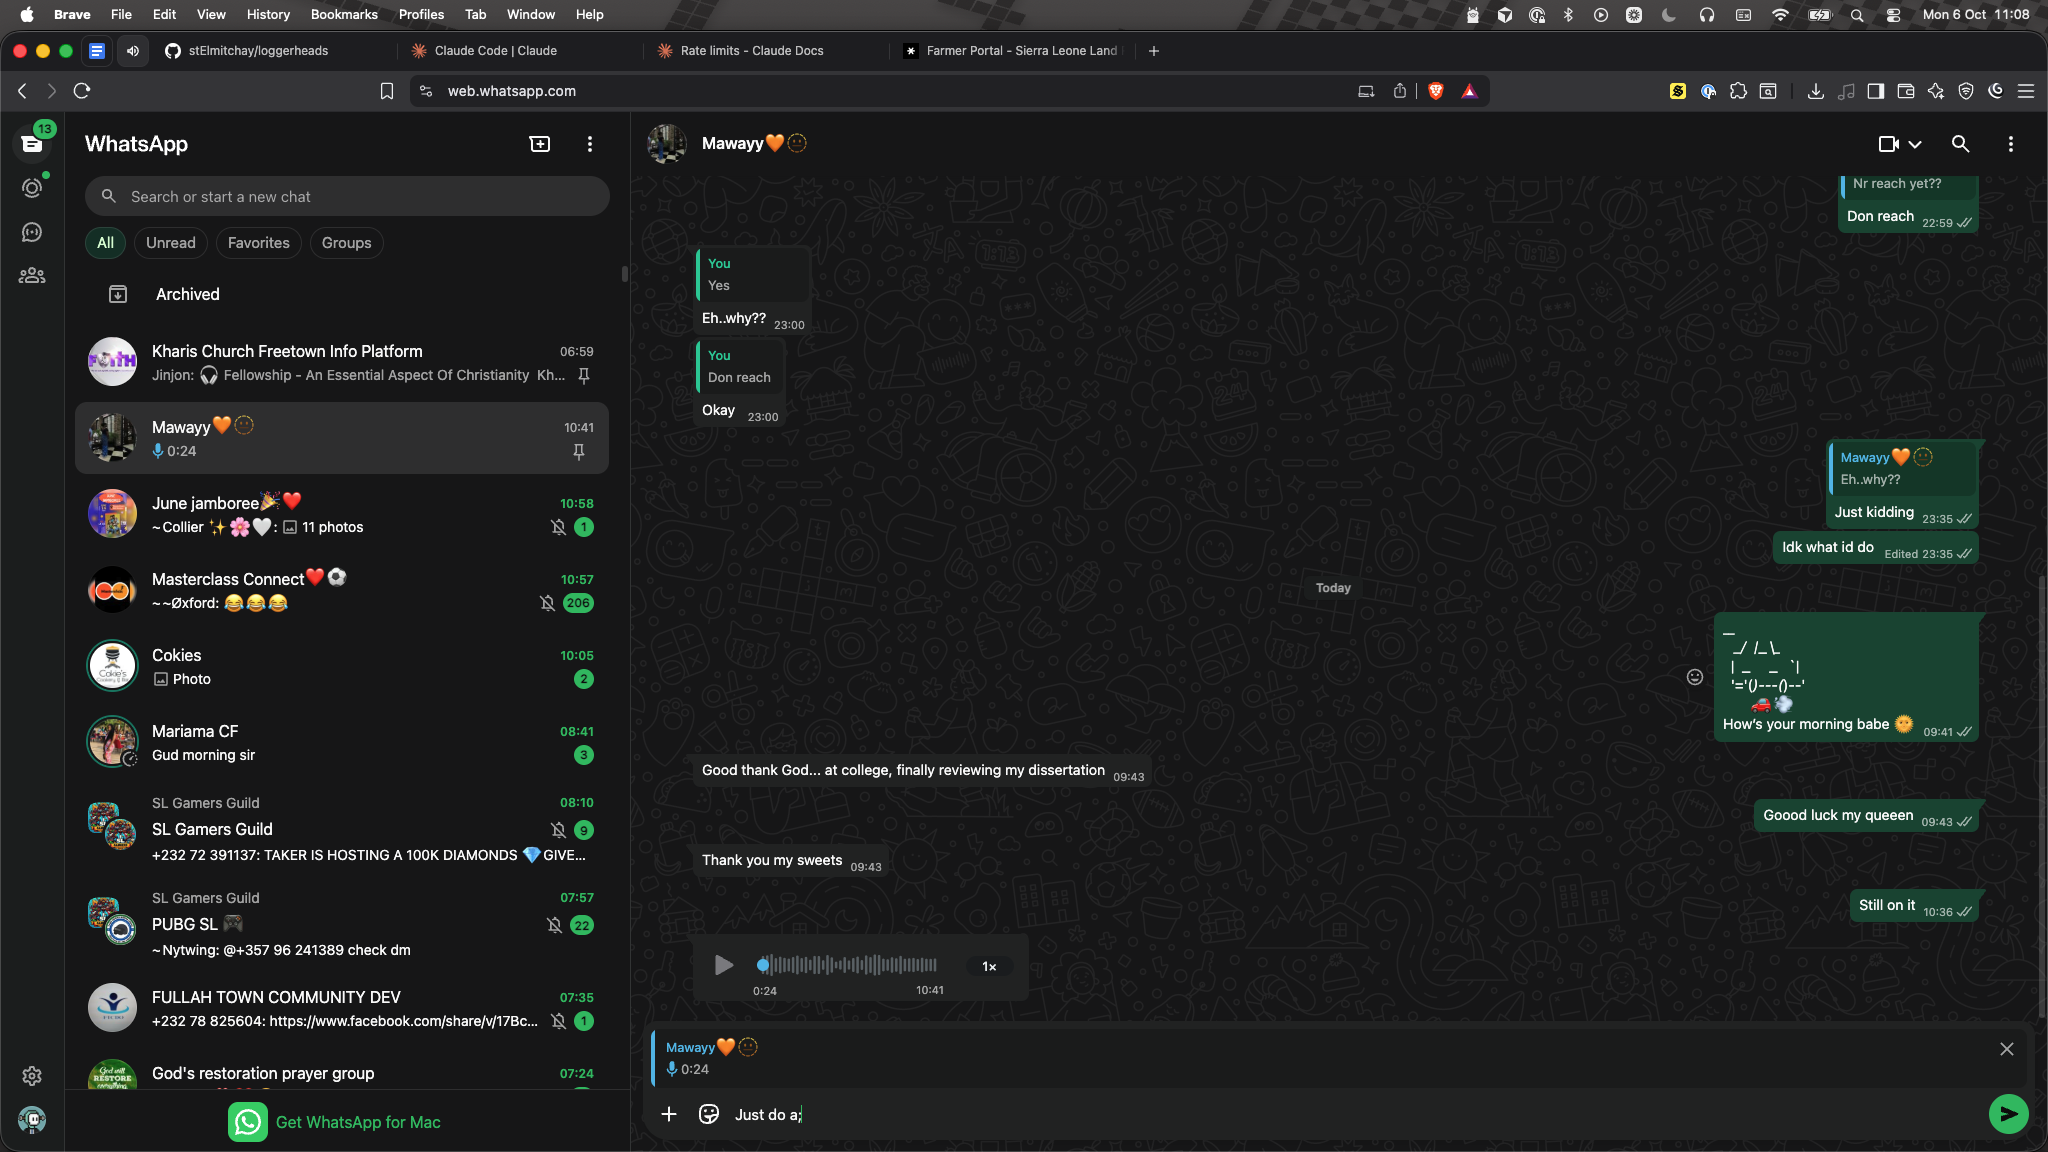 Brave File Edit View History Bookmarks Profiles Tab Window Help
Mon 6 Oct 11:08
stElmitchay/loggerheads
Claude Code | Claude
Rate limits - Claude Docs
Farmer Portal - Sierra Leone Land
web.whatsapp.com
13
WhatsApp
Search or start a new chat
All
Unread
Favorites
Groups
Archived
Kharis Church Freetown Info Platform
06:59
Jinjon: 🎧 Fellowship - An Essential Aspect Of Christianity Kh...
Mawayy🧡🫥
10:41
0:24
June jamboree🎉❤️
10:58
~Collier ✨🌸🤍: 11 photos
1
Masterclass Connect❤️⚽
10:57
~~Øxford: 😂😂😂
206
Cokies
10:05
Photo
2
Mariama CF
08:41
Gud morning sir
3
SL Gamers Guild
08:10
SL Gamers Guild
9
+232 72 391137: TAKER IS HOSTING A 100K DIAMONDS 💎GIVE...
SL Gamers Guild
07:57
PUBG SL 🎮
22
~Nytwing: @+357 96 241389 check dm
FULLAH TOWN COMMUNITY DEV
07:35
+232 78 825604: https://www.facebook.com/share/v/17Bc...
1
God's restoration prayer group
07:24
Get WhatsApp for Mac
Mawayy🧡🫥
Nr reach yet??
Don reach 22:59
You
Yes
Eh..why?? 23:00
You
Don reach
Okay 23:00
Mawayy🧡🫥
Eh..why??
Just kidding 23:35
Idk what id do Edited 23:35
Today
__
_/ /_\_
| _ _ `|
'='()---()--'
🚗💨
How's your morning babe 🌞 09:41
Good thank God... at college, finally reviewing my dissertation 09:43
Goood luck my queeen 09:43
Thank you my sweets 09:43
Still on it 10:36
1×
0:24
10:41
Mawayy🧡🫥
0:24
Just do a;